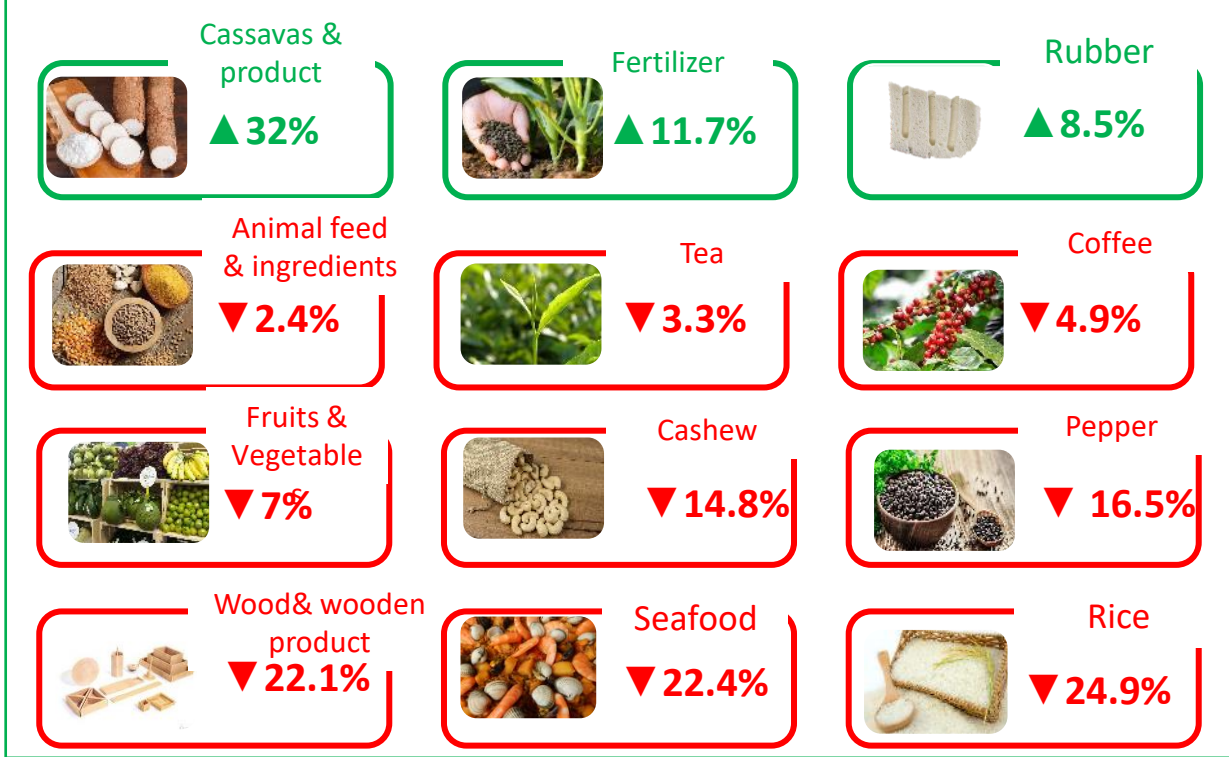 Cassavas &
product
▲32%
Fertilizer
▲11.7%
Rubber
▲8.5%
Animal feed
& ingredients
▼2.4%
Tea
▼3.3%
Coffee
▼4.9%
Fruits &
Vegetable
▼7%
Cashew
▼14.8%
Pepper
▼ 16.5%
Wood& wooden
product
▼22.1%
Seafood
▼22.4%
Rice
▼24.9%